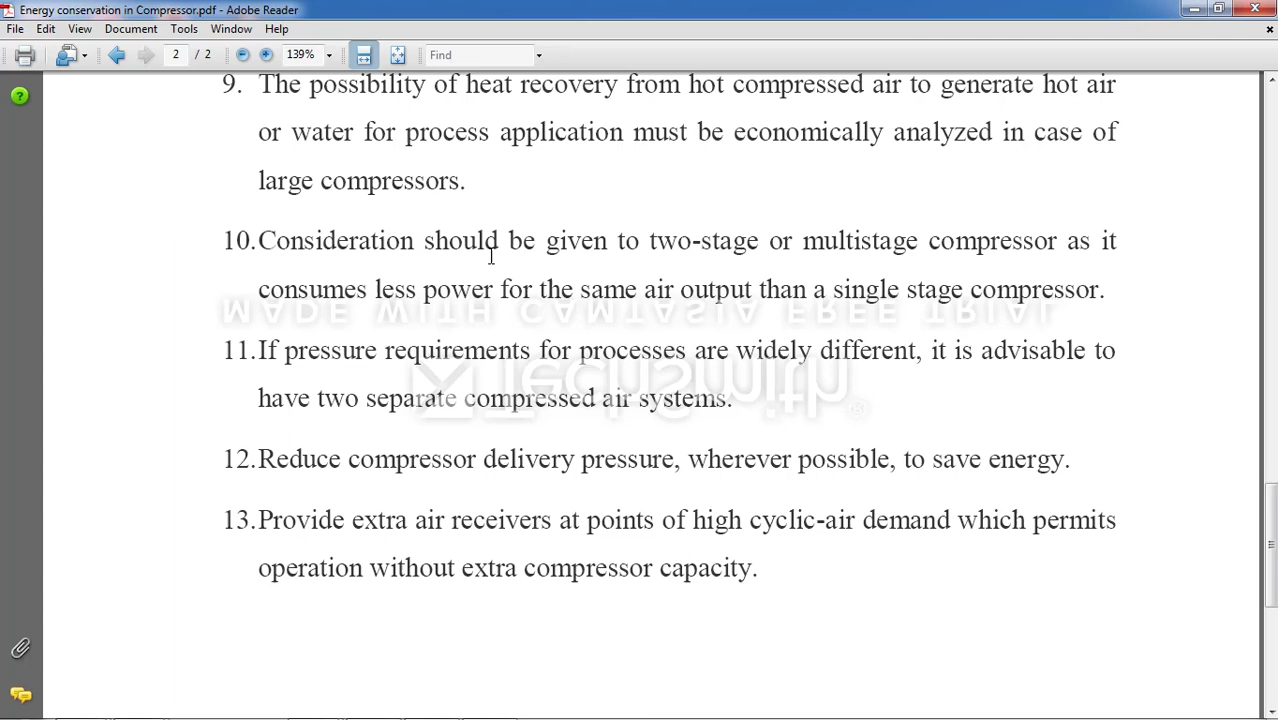 Energy conservation in Compressor.pdf - Adobe Reader
File Edit View Document Tools Window Help
2 / 2 139% Find
9. The possibility of heat recovery from hot compressed air to generate hot air
or water for process application must be economically analyzed in case of
large compressors.
10. Consideration should be given to two-stage or multistage compressor as it
consumes less power for the same air output than a single stage compressor.
MADE WITH CAMTASIA FREE TRIAL
11. If pressure requirements for processes are widely different, it is advisable to
TechSmith®
have two separate compressed air systems.
12. Reduce compressor delivery pressure, wherever possible, to save energy.
13. Provide extra air receivers at points of high cyclic-air demand which permits
operation without extra compressor capacity.